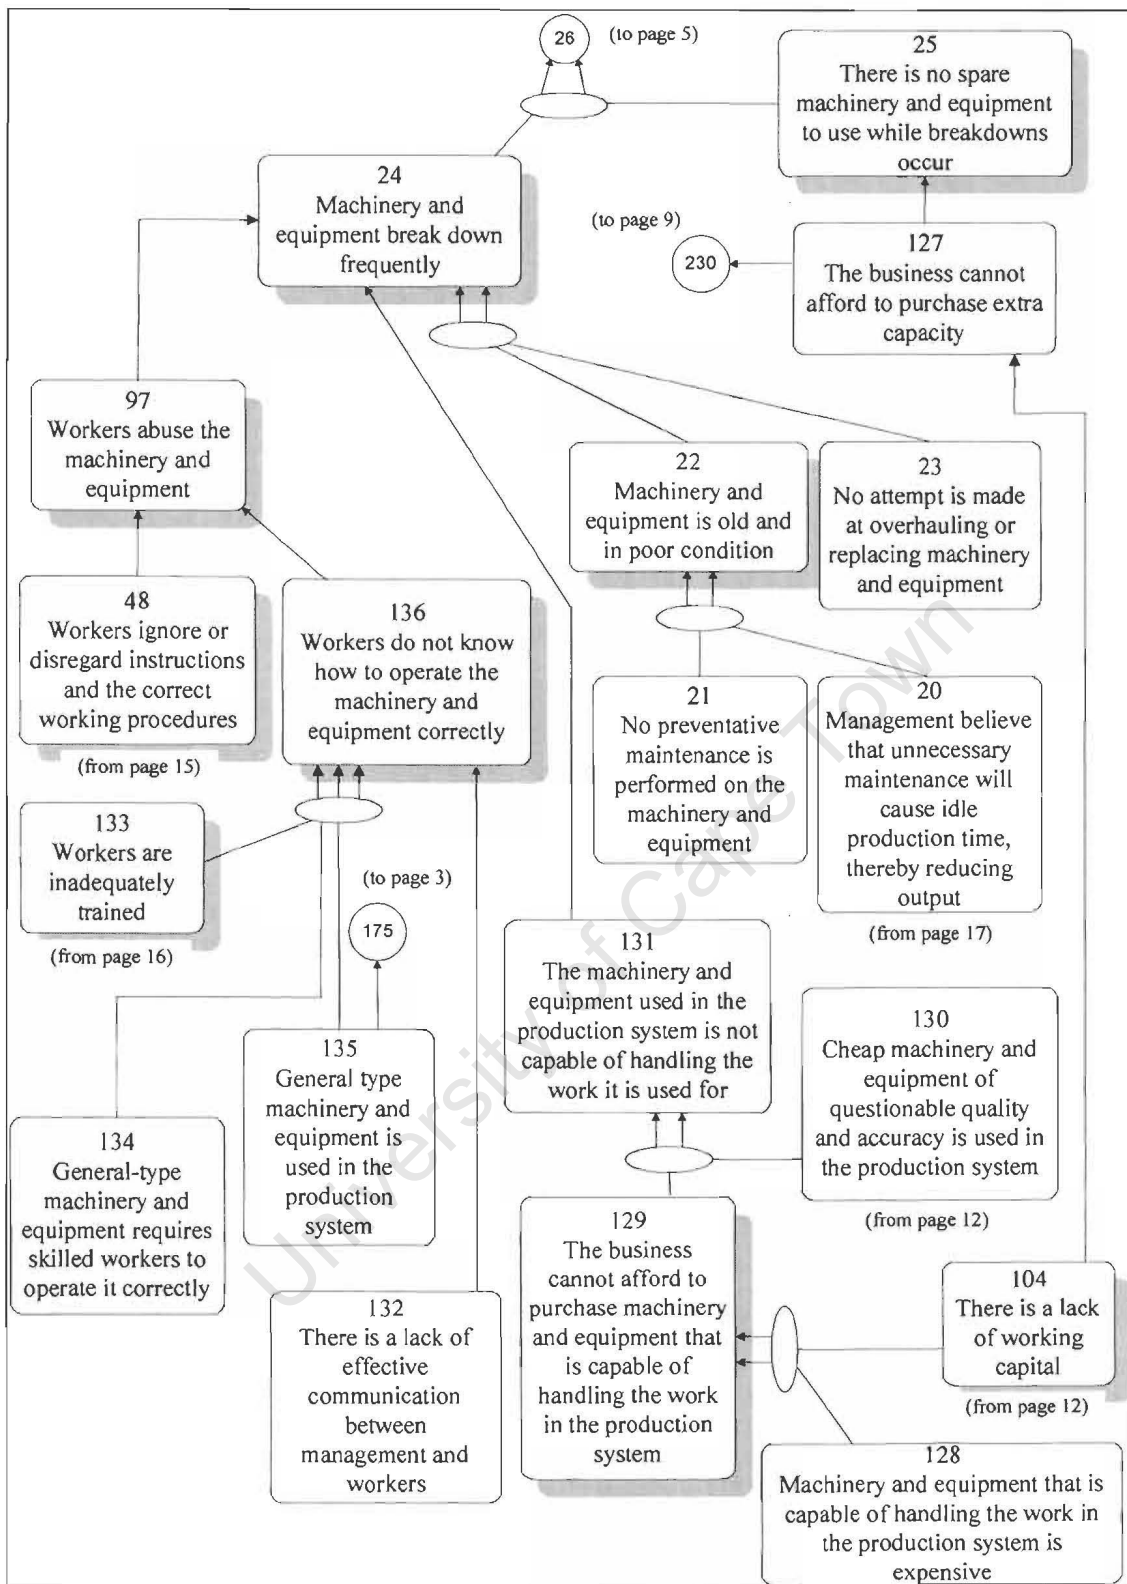 26
(to page 5)
25
There is no spare
machinery and equipment
to use while breakdowns
occur
24
Machinery and
equipment break down
frequently
(to page 9)
230
127
The business cannot
afford to purchase extra
capacity
97
Workers abuse the
machinery and
equipment
22
Machinery and
equipment is old and
in poor condition
23
No attempt is made
at overhauling or
replacing machinery
and equipment
48
Workers ignore or
disregard instructions
and the correct
working procedures
(from page 15)
136
Workers do not know
how to operate the
machinery and
equipment correctly
21
No preventative
maintenance is
performed on the
machinery and
equipment
20
Management believe
that unnecessary
maintenance will
cause idle
production time,
thereby reducing
output
(from page 17)
133
Workers are
inadequately
trained
(from page 16)
(to page 3)
175
131
The machinery and
equipment used in the
production system is not
capable of handling the
work it is used for
130
Cheap machinery and
equipment of
questionable quality
and accuracy is used in
the production system
(from page 12)
135
General type
machinery and
equipment is
used in the
production
system
134
General-type
machinery and
equipment requires
skilled workers to
operate it correctly
129
The business
cannot afford to
purchase machinery
and equipment that
is capable of
handling the work
in the production
system
104
There is a lack
of working
capital
(from page 12)
132
There is a lack of
effective
communication
between
management and
workers
128
Machinery and equipment that is
capable of handling the work in
the production system is
expensive
University of Cape Town